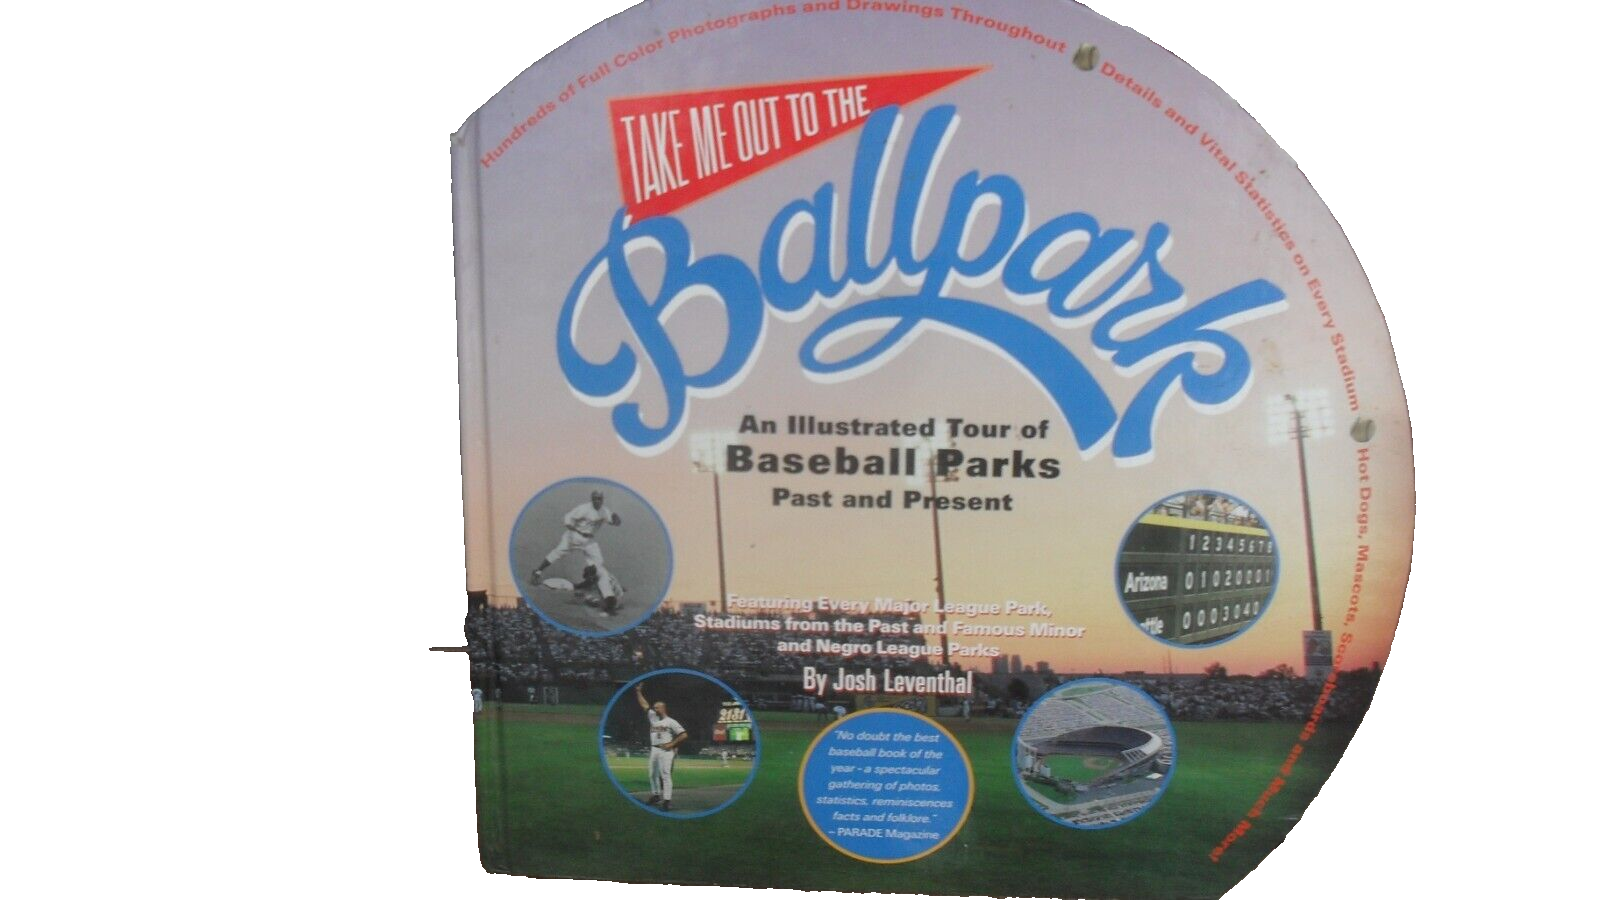 Hundreds of Full Color Photographs and Drawings Throughout
Details and Vital Statistics on Every Stadium
Hot Dogs, Mascots, Scoreboards and Much More!
TAKE ME OUT TO THE
Ballpark
An Illustrated Tour of
Baseball Parks
Past and Present
1 2 3 4 5 6 7 8
Arizona 0 1 0 2 0 0 0 1
ttle 0 0 0 3 0 4 0
Featuring Every Major League Park,
Stadiums from the Past and Famous Minor
and Negro League Parks
By Josh Leventhal
2131
"No doubt the best
baseball book of the
year – a spectacular
gathering of photos,
statistics, reminiscences
facts and folklore."
– PARADE Magazine